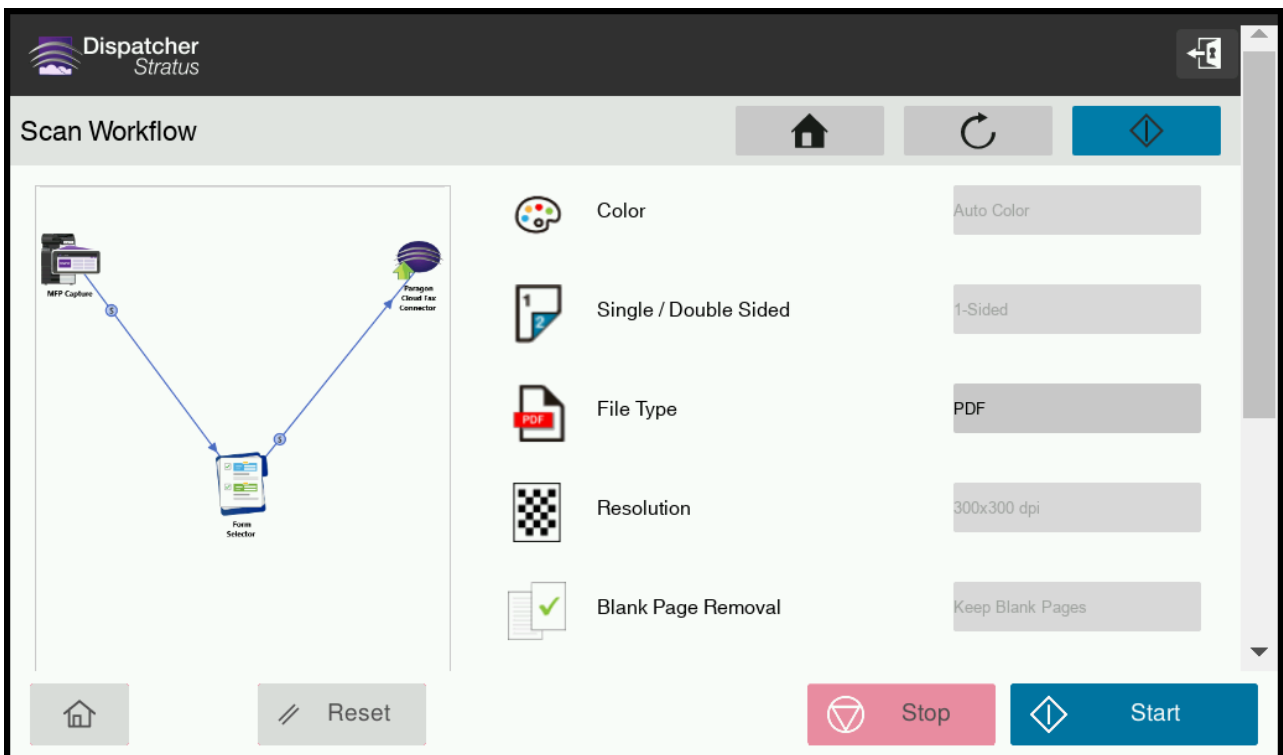 Dispatcher
Stratus
Scan Workflow
MFP Capture
Paragon
Cloud Fax
Connector
Form
Selector
Color
Auto Color
Single / Double Sided
1-Sided
File Type
PDF
PDF
Resolution
300x300 dpi
Blank Page Removal
Keep Blank Pages
Reset
Stop
Start